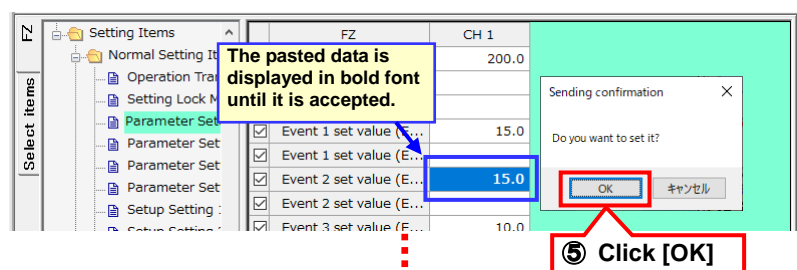 FZ
Select items
Setting Items
Normal Setting It
Operation Tra
Setting Lock M
Parameter Set
Parameter Set
Parameter Set
Parameter Set
Setup Setting
FZ CH 1
200.0
The pasted data is
displayed in bold font
until it is accepted.
Event 1 set value (E... 15.0
Event 1 set value (E...
Event 2 set value (E... 15.0
Event 2 set value (E...
Event 3 set value (E... 10.0
Sending confirmation
Do you want to set it?
OK キャンセル
⑤ Click [OK]